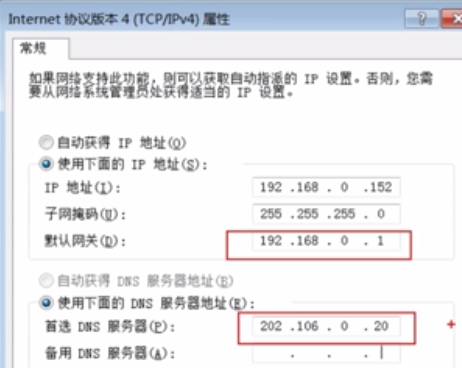 Internet 协议版本 4 (TCP/IPv4) 属性
常规
如果网络支持此功能，则可以获取自动指派的 IP 设置。否则，您需
要从网络系统管理员处获得适当的 IP 设置。
自动获得 IP 地址(O)
使用下面的 IP 地址(S):
IP 地址(I): 192 .168 . 0 .152
子网掩码(U): 255 .255 .255 . 0
默认网关(D): 192 .168 . 0 . 1
自动获得 DNS 服务器地址(B)
使用下面的 DNS 服务器地址(E):
首选 DNS 服务器(P): 202 .106 . 0 . 20
备用 DNS 服务器(A): . . .